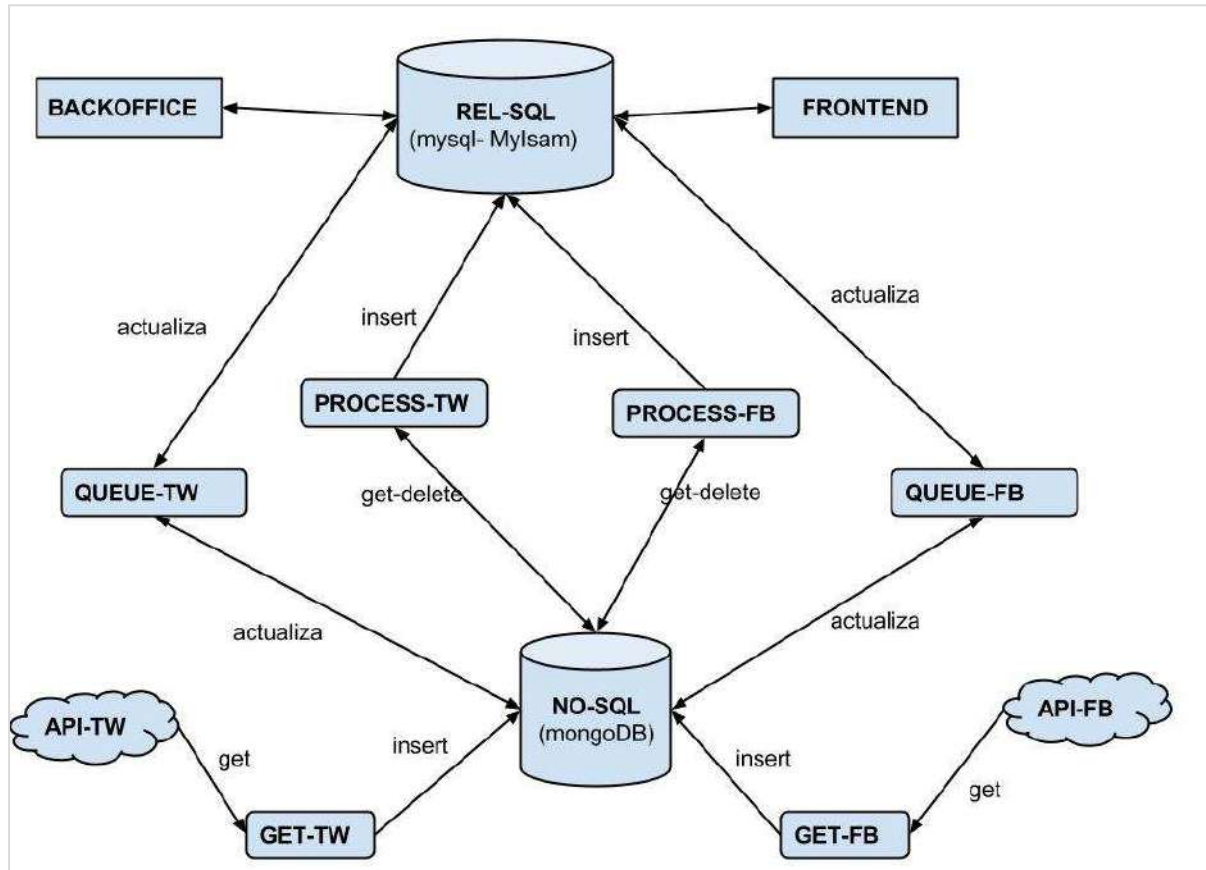 BACKOFFICE
REL-SQL
(mysql- MyIsam)
FRONTEND
actualiza
insert
insert
actualiza
PROCESS-TW
PROCESS-FB
QUEUE-TW
get-delete
get-delete
QUEUE-FB
actualiza
actualiza
API-TW
NO-SQL
(mongoDB)
API-FB
get
insert
insert
get
GET-TW
GET-FB